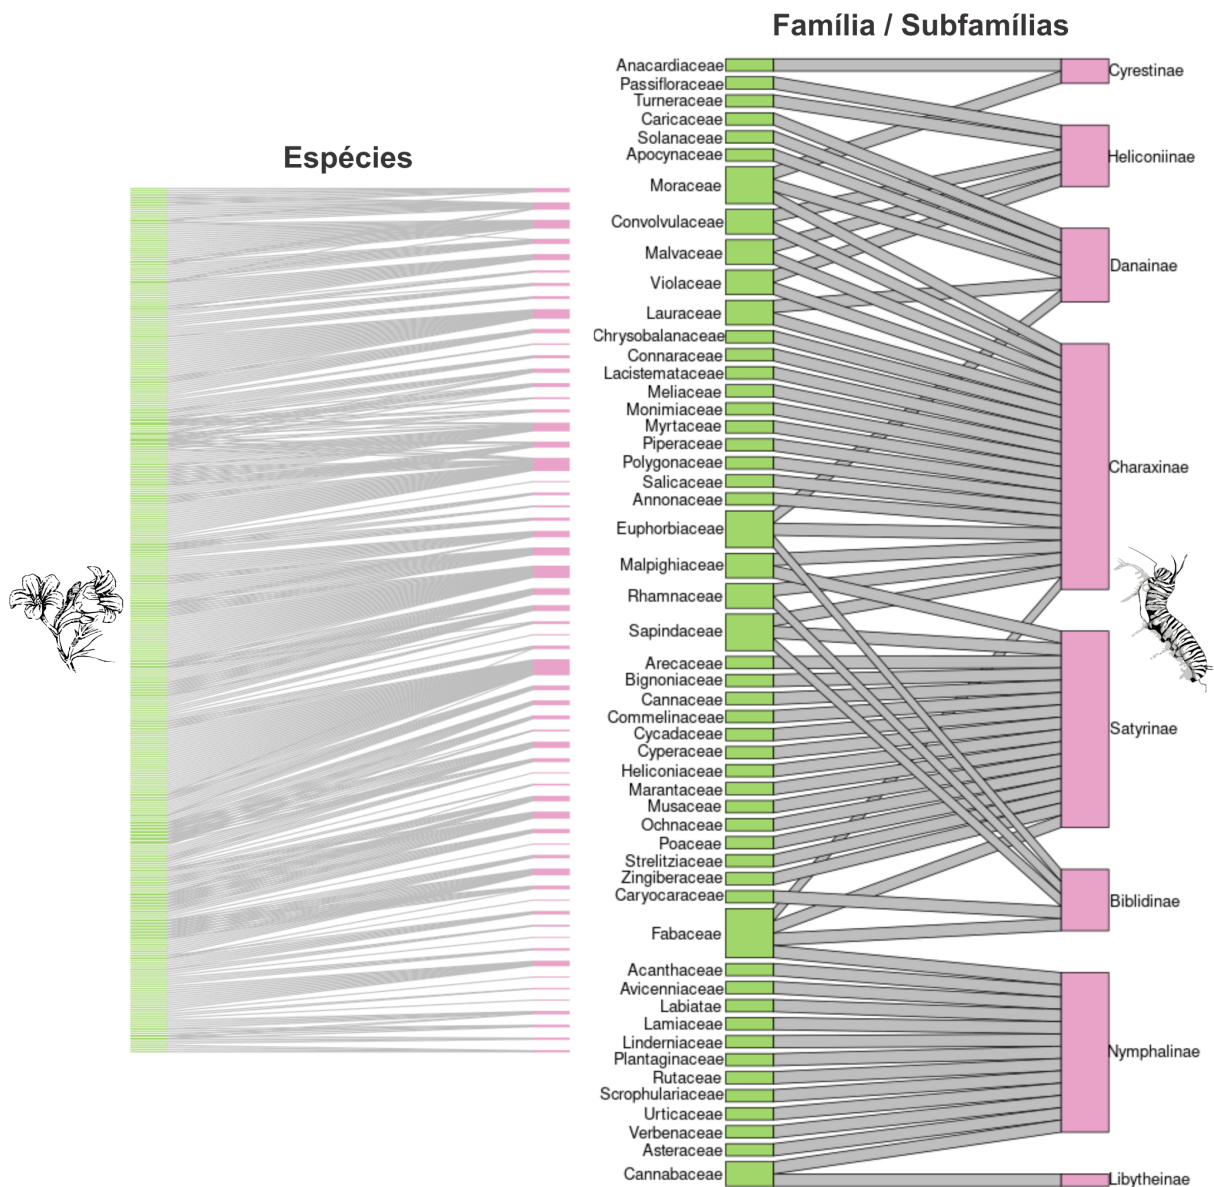 Família / Subfamílias
Espécies
Anacardiaceae
Passifloraceae
Turneraceae
Caricaceae
Solanaceae
Apocynaceae
Moraceae
Convolvulaceae
Malvaceae
Violaceae
Lauraceae
Chrysobalanaceae
Connaraceae
Lacistemataceae
Meliaceae
Monimiaceae
Myrtaceae
Piperaceae
Polygonaceae
Salicaceae
Annonaceae
Euphorbiaceae
Malpighiaceae
Rhamnaceae
Sapindaceae
Arecaceae
Bignoniaceae
Cannaceae
Commelinaceae
Cycadaceae
Cyperaceae
Heliconiaceae
Marantaceae
Musaceae
Ochnaceae
Poaceae
Strelitziaceae
Zingiberaceae
Caryocaraceae
Fabaceae
Acanthaceae
Avicenniaceae
Labiatae
Lamiaceae
Linderniaceae
Plantaginaceae
Rutaceae
Scrophulariaceae
Urticaceae
Verbenaceae
Asteraceae
Cannabaceae
Cyrestinae
Heliconiinae
Danainae
Charaxinae
Satyrinae
Biblidinae
Nymphalinae
Libytheinae